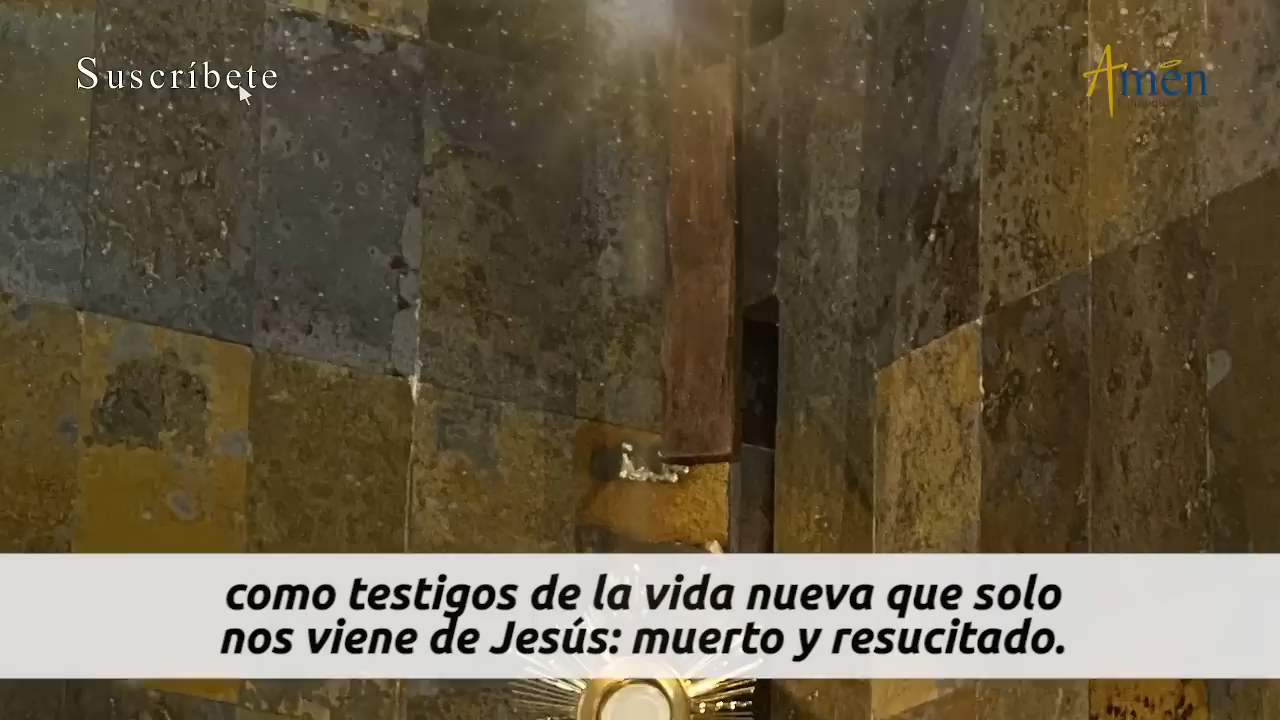 Suscríbete
Amén
como testigos de la vida nueva que solo
nos viene de Jesús: muerto y resucitado.